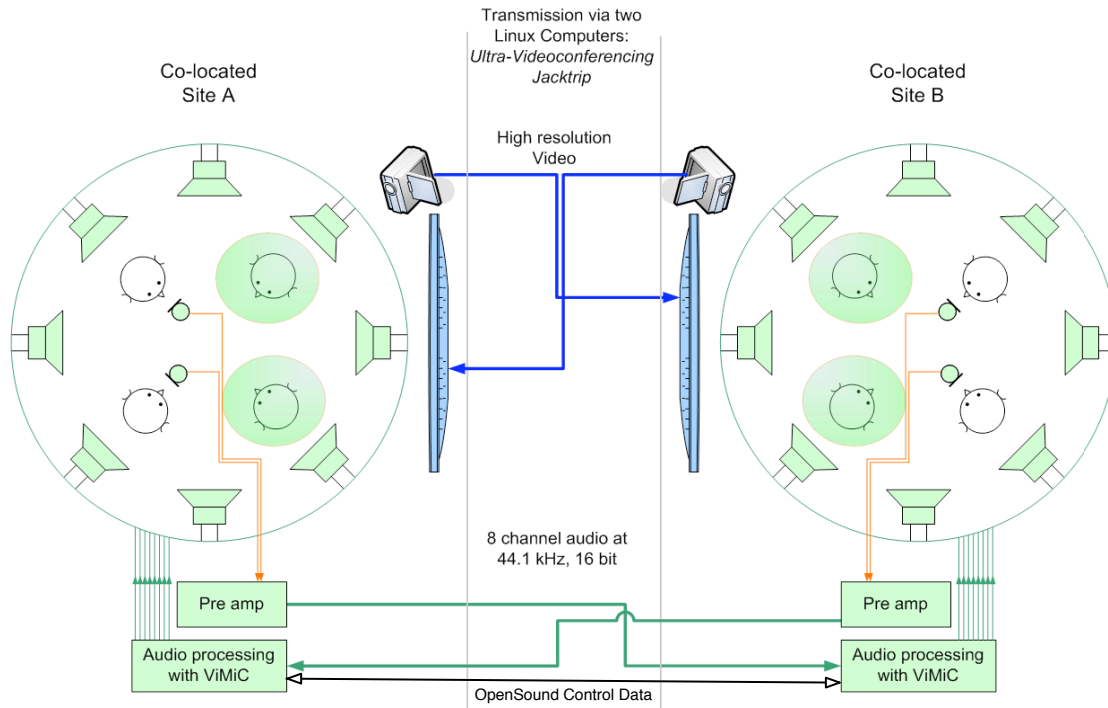 Transmission via two
Linux Computers:
Ultra-Videoconferencing
Jacktrip
Co-located
Site A
Co-located
Site B
High resolution
Video
8 channel audio at
44.1 kHz, 16 bit
Pre amp
Pre amp
Audio processing
with ViMiC
Audio processing
with ViMiC
OpenSound Control Data